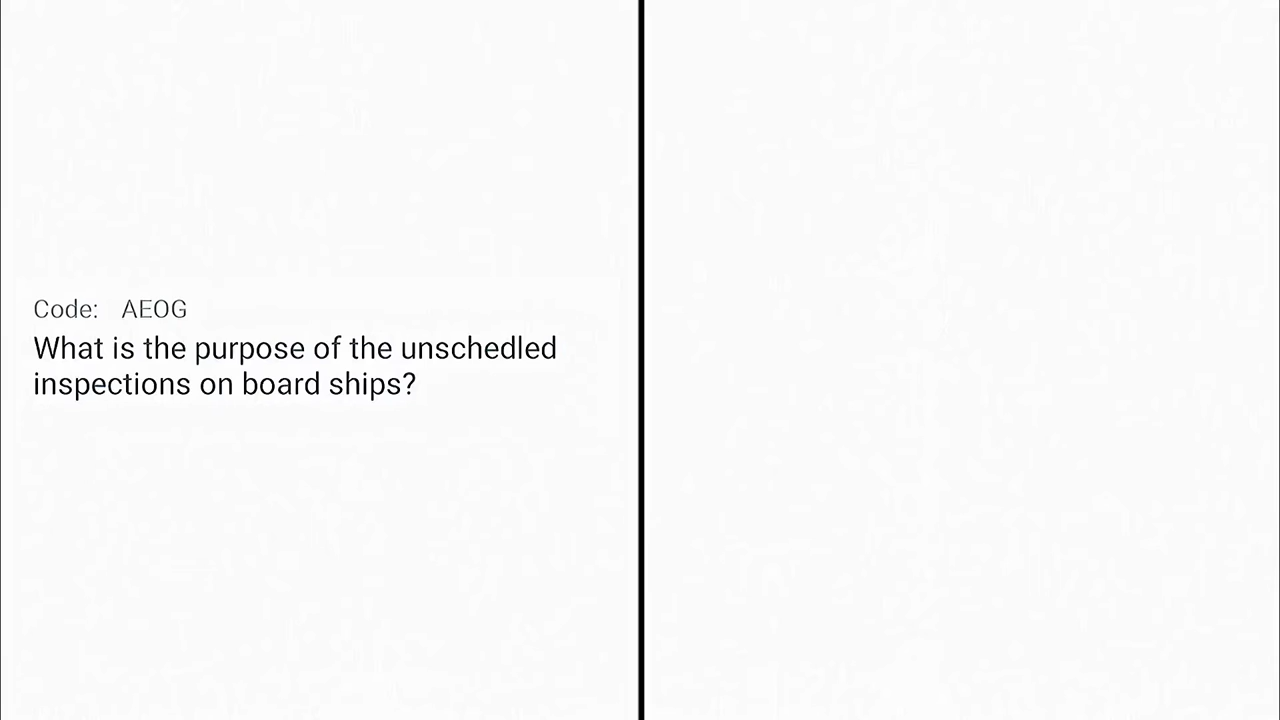 Code: AEOG
What is the purpose of the unschedled
inspections on board ships?